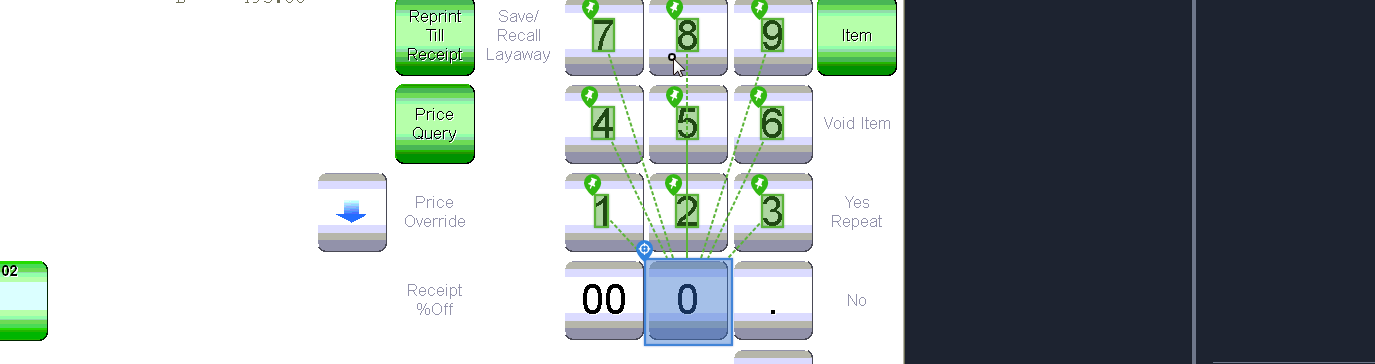 Reprint
Till
Receipt
Save/
Recall
Layaway
7
8
9
Item
Price
Query
4
5
6
Void Item
Price
Override
1
2
3
Yes
Repeat
02
Receipt
%Off
00
0
.
No